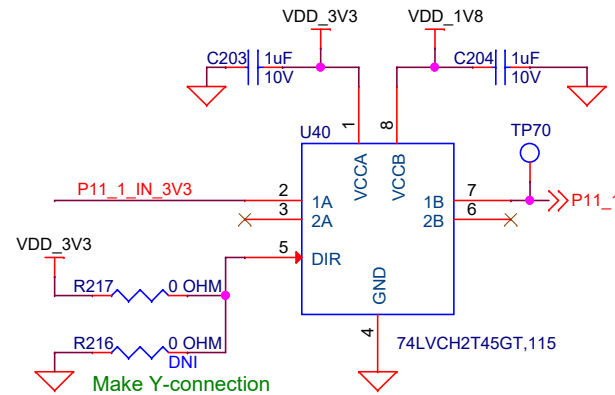 VDD_3V3 VDD_1V8
C203 1uF C204 1uF
10V 10V
U40 TP70
1 8
VCCA VCCB
P11_1_IN_3V3 2 1A 1B 7 P11_1
3 2A 2B 6
VDD_3V3 5 DIR
GND
R217 0 OHM
4 74LVCH2T45GT,115
R216 0 OHM
DNI
Make Y-connection